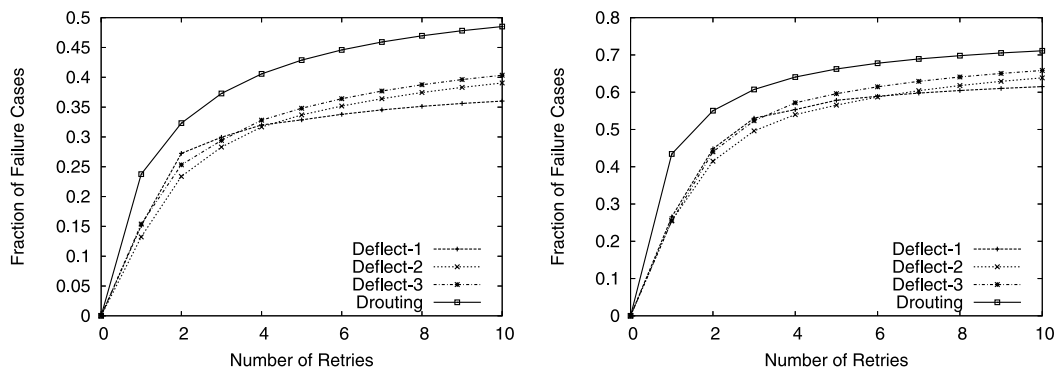 0.5
0.45
0.4
0.35
0.3
0.25
0.2
0.15
0.1
0.05
0
Fraction of Failure Cases
0 2 4 6 8 10
Number of Retries
Deflect-1
Deflect-2
Deflect-3
Drouting
0.8
0.7
0.6
0.5
0.4
0.3
0.2
0.1
0
Fraction of Failure Cases
0 2 4 6 8 10
Number of Retries
Deflect-1
Deflect-2
Deflect-3
Drouting